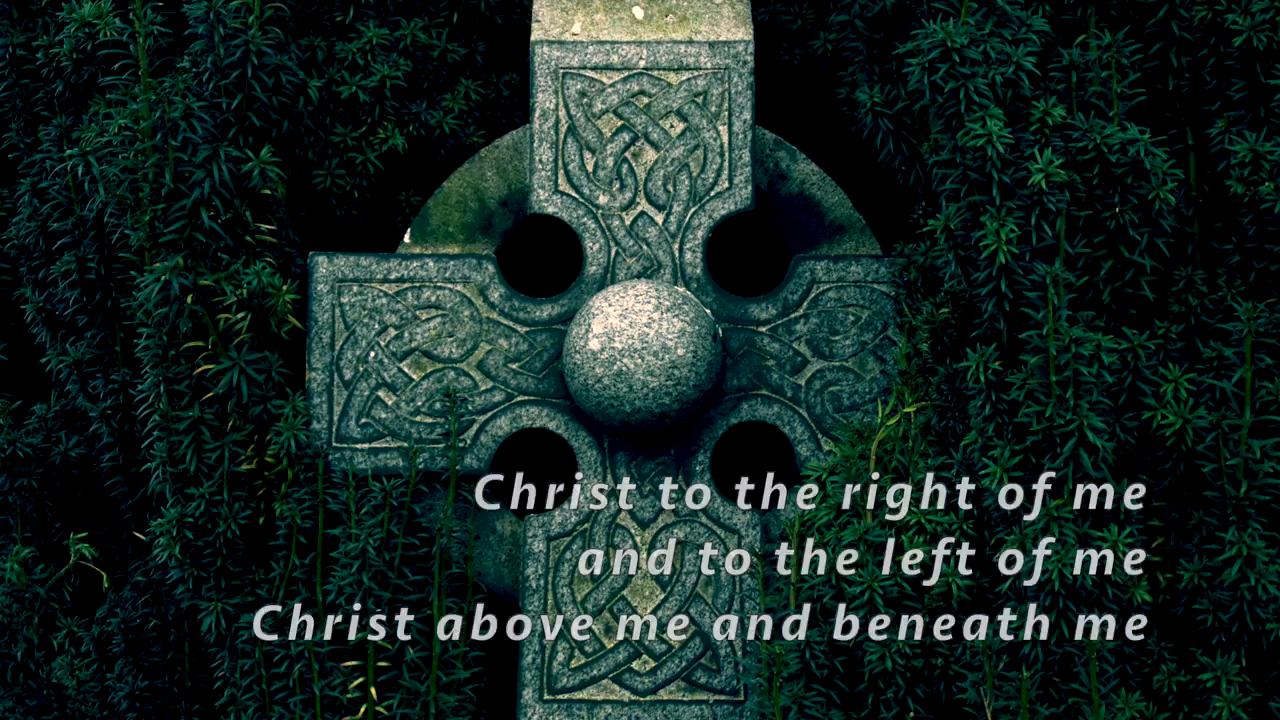 Christ to the right of me
and to the left of me
Christ above me and beneath me